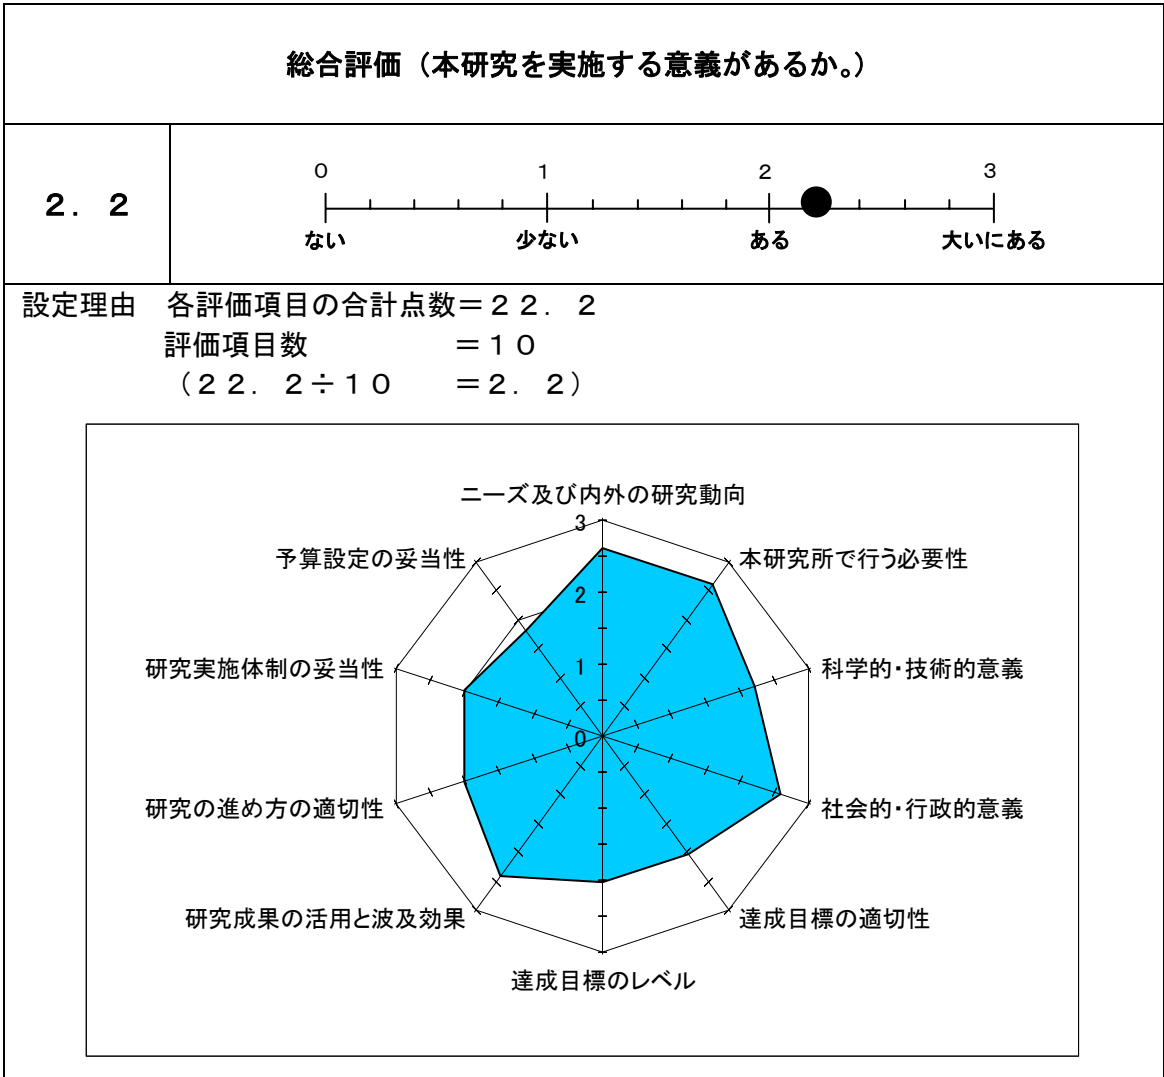 総合評価（本研究を実施する意義があるか。）
２．２
0 1 2 3
ない 少ない ある 大いにある
設定理由　各評価項目の合計点数＝２２．２
評価項目数　＝１０
（２２．２÷１０　＝２．２）
ニーズ及び内外の研究動向
3
予算設定の妥当性
本研究所で行う必要性
2
研究実施体制の妥当性
1
科学的・技術的意義
0
研究の進め方の適切性
社会的・行政的意義
研究成果の活用と波及効果
達成目標の適切性
達成目標のレベル